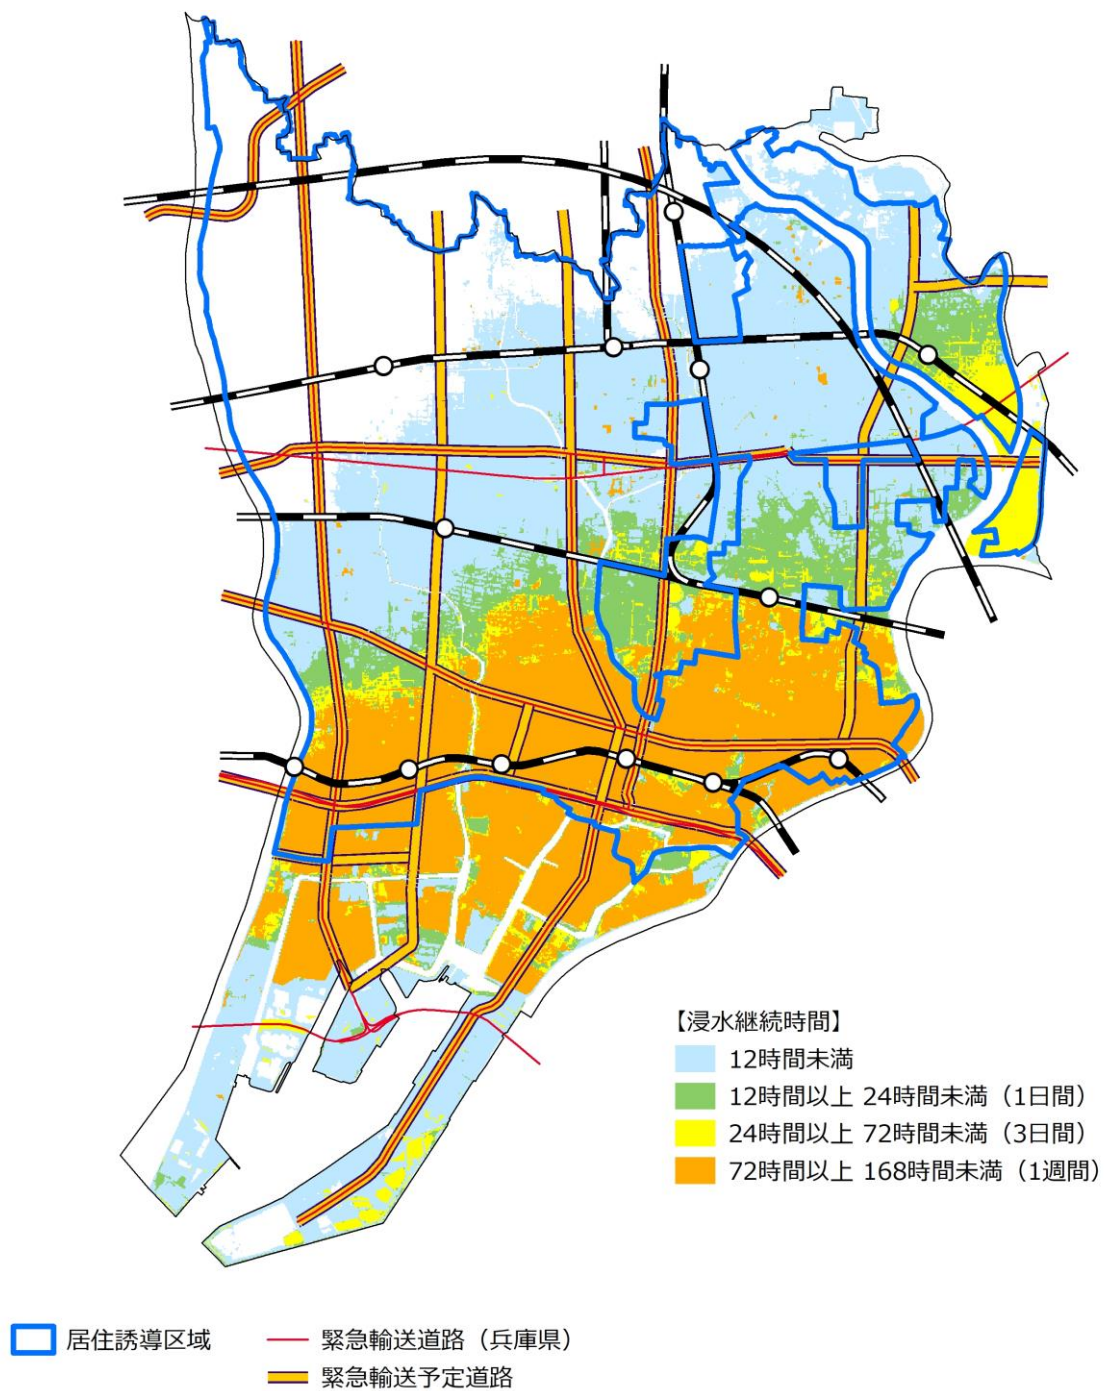 【浸水継続時間】
12時間未満
12時間以上 24時間未満（1日間）
24時間以上 72時間未満（3日間）
72時間以上 168時間未満（1週間）
居住誘導区域
緊急輸送道路（兵庫県）
緊急輸送予定道路